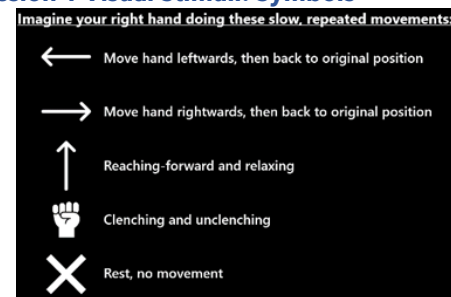 Imagine your right hand doing these slow, repeated movements:
Move hand leftwards, then back to original position
Move hand rightwards, then back to original position
Reaching-forward and relaxing
Clenching and unclenching
Rest, no movement